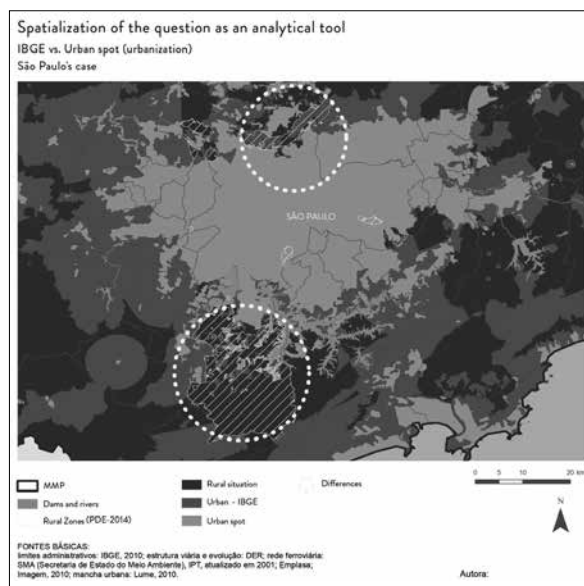 Spatialization of the question as an analytical tool
IBGE vs. Urban spot (urbanization)
São Paulo's case
SÃO PAULO
0 5 10 20 km
MMP
Dams and rivers
Rural Zones (PDE-2014)
Rural situation
Urban - IBGE
Urban spot
Differences
N
FONTES BÁSICAS:
limites administrativos: IBGE, 2010; estrutura viária e evolução: DER; rede ferroviária:
SMA (Secretaria de Estado do Meio Ambiente), IPT, atualizado em 2001; Emplasa;
Imagem, 2010; mancha urbana: Lume, 2010.
Autora: